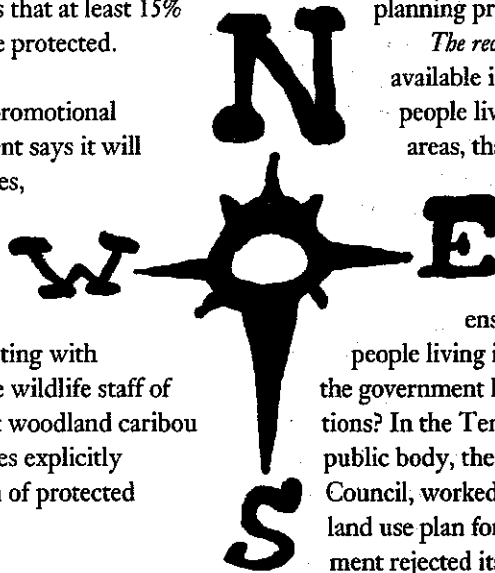 s that at least 15%
e protected.
romotional
nt says it will
es,
ting with
e wildlife staff of
woodland caribou
es explicitly
of protected
N
W
E
S
planning pr
The rec
available i
people liv
areas, tha
ens
people living i
the government l
tions? In the Ter
public body, the
Council, worked
land use plan for
ment rejected its